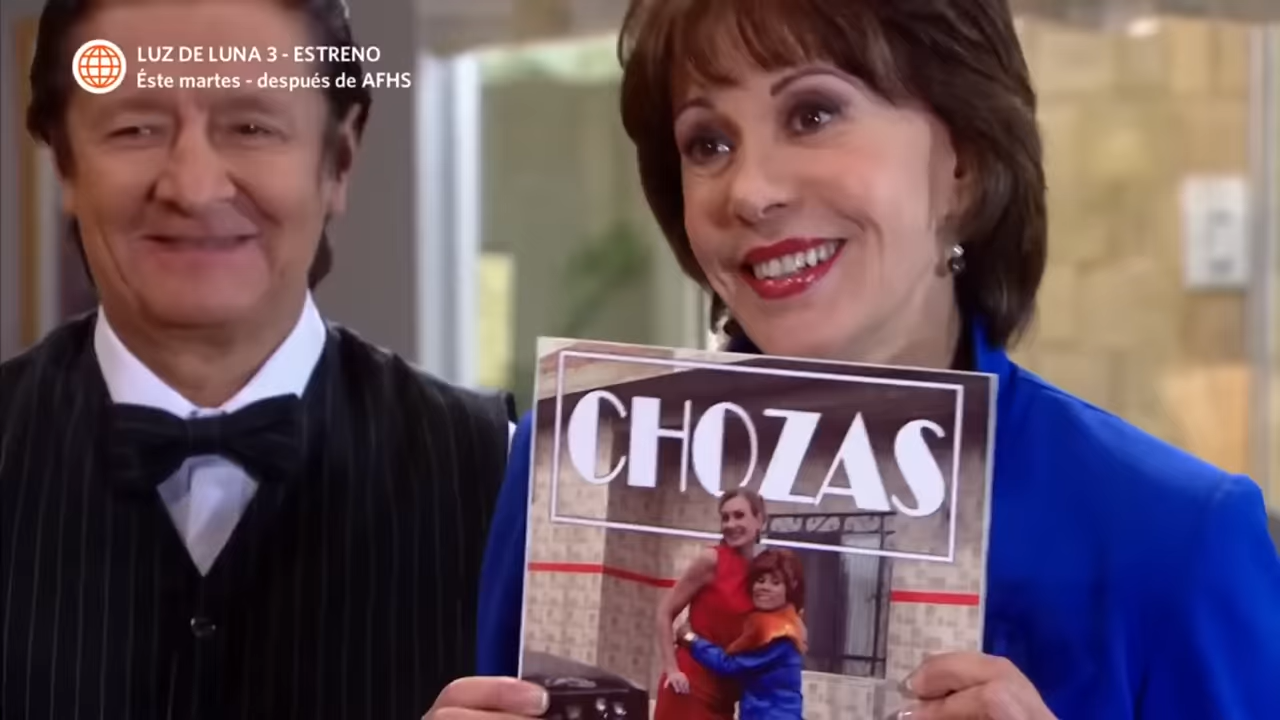 LUZ DE LUNA 3 - ESTRENO
Éste martes - después de AFHS
CHOZAS